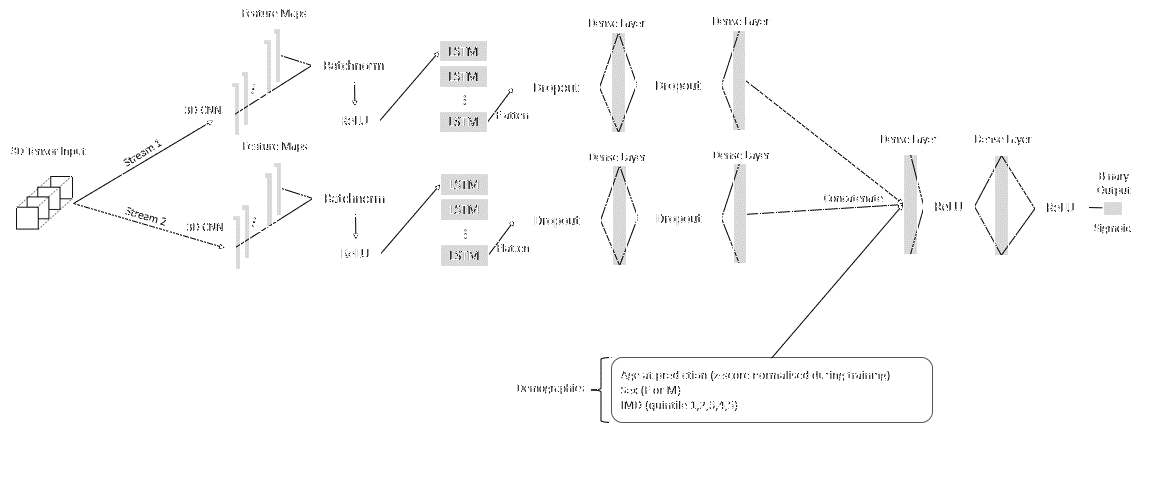 Feature Maps
3D CNN
Batchnorm
ReLU
LSTM
LSTM
LSTM
Flatten
Dropout
Dense Layer
Dropout
Dense Layer
3D Tensor Input
Stream 1
Stream 2
Feature Maps
3D CNN
Batchnorm
ReLU
LSTM
LSTM
LSTM
Flatten
Dropout
Dense Layer
Dropout
Dense Layer
Concatenate
Dense Layer
ReLU
Dense Layer
ReLU
Binary
Output
Sigmoid
Demographics
Age at prediction (z-score normalised during training)
Sex (F or M)
IMD (quintile 1,2,3,4,5)